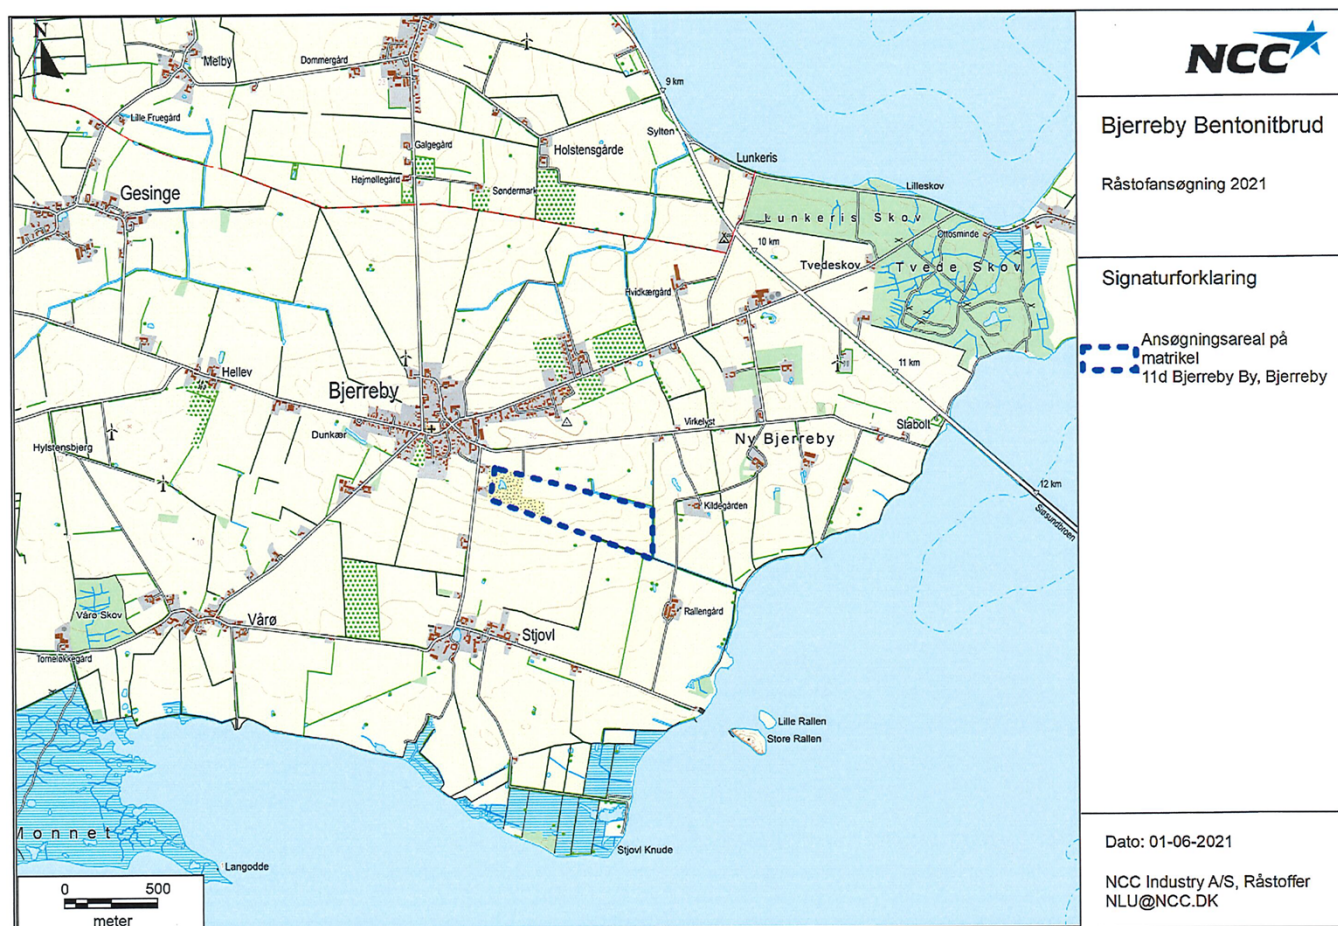 N
Melby
Dommergård
9 km
Lille Fruegård
Sylten
Galgegård
Holstensgårde
Lunkeris
Højmøllegård
Søndermark
Lilleskov
Gesinge
Lunkeris Skov
Ottosminde
10 km
Tvedeskov
Tvede Skov
Hvidkærgård
11 km
Hellev
Bjerreby
Dunkær
Virkelyst
Stabolt
Ny Bjerreby
Hylstensbjerg
12 km
Kildegården
Siøsundbroen
Rallengård
Vårø Skov
Vårø
Stjovl
Torneløkkegård
Lille Rallen
Store Rallen
Monnet
Stjovl Knude
Langodde
0 500
meter
NCC
Bjerreby Bentonitbrud
Råstofansøgning 2021
Signaturforklaring
Ansøgningsareal på
matrikel
11d Bjerreby By, Bjerreby
Dato: 01-06-2021
NCC Industry A/S, Råstoffer
NLU@NCC.DK